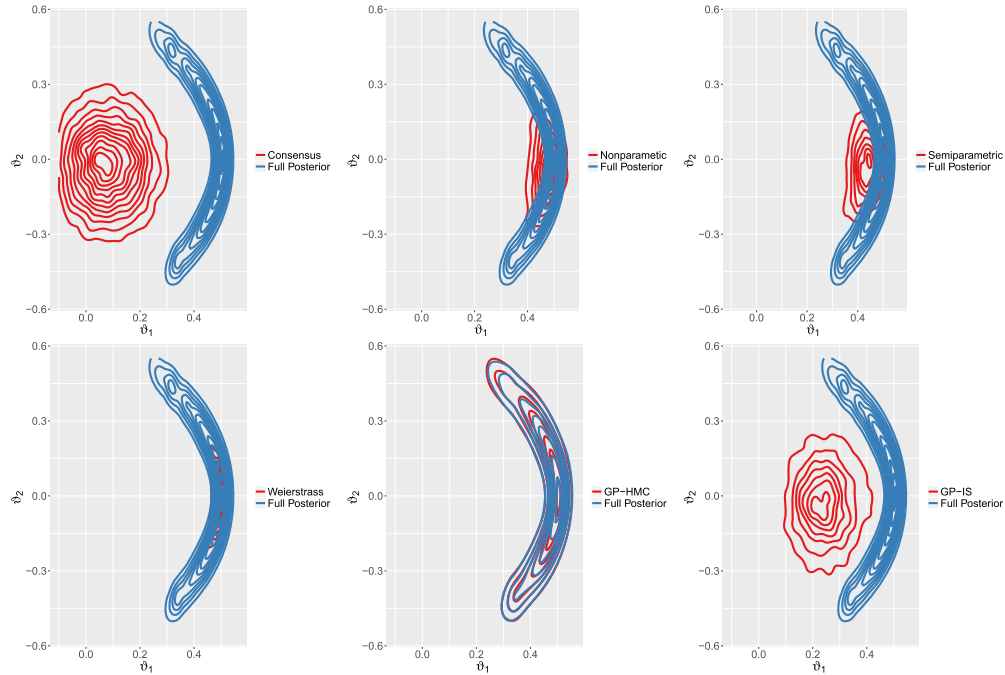 0.6
0.3
0.0
−0.3
−0.6
ϑ2
0.0
0.2
0.4
ϑ1
Consensus
Full Posterior
0.6
0.3
0.0
−0.3
−0.6
ϑ2
0.0
0.2
0.4
ϑ1
Nonparametic
Full Posterior
0.6
0.3
0.0
−0.3
−0.6
ϑ2
0.0
0.2
0.4
ϑ1
Semiparametric
Full Posterior
0.6
0.3
0.0
−0.3
−0.6
ϑ2
0.0
0.2
0.4
ϑ1
Weierstrass
Full Posterior
0.6
0.3
0.0
−0.3
−0.6
ϑ2
0.0
0.2
0.4
ϑ1
GP−HMC
Full Posterior
0.6
0.3
0.0
−0.3
−0.6
ϑ2
0.0
0.2
0.4
ϑ1
GP−IS
Full Posterior